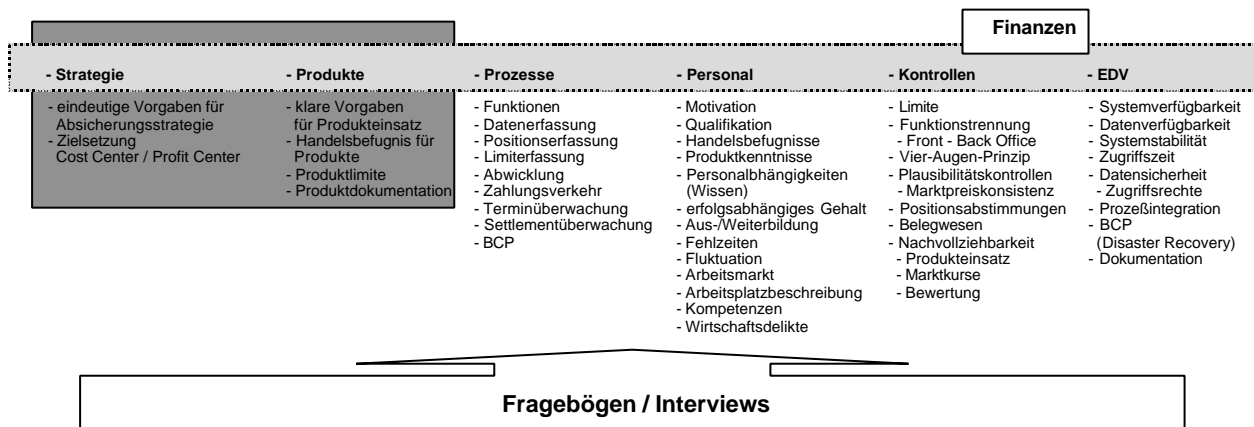 Finanzen
- Strategie
- eindeutige Vorgaben für
Absicherungsstrategie
- Zielsetzung
Cost Center / Profit Center
- Produkte
- klare Vorgaben
für Produkteinsatz
- Handelsbefugnis für
Produkte
- Produktlimite
- Produktdokumentation
- Prozesse
- Funktionen
- Datenerfassung
- Positionserfassung
- Limiterfassung
- Abwicklung
- Zahlungsverkehr
- Terminüberwachung
- Settlementüberwachung
- BCP
- Personal
- Motivation
- Qualifikation
- Handelsbefugnisse
- Produktkenntnisse
- Personalbhängigkeiten
(Wissen)
- erfolgsabhängiges Gehalt
- Aus-/Weiterbildung
- Fehlzeiten
- Fluktuation
- Arbeitsmarkt
- Arbeitsplatzbeschreibung
- Kompetenzen
- Wirtschaftsdelikte
- Kontrollen
- Limite
- Funktionstrennung
- Front - Back Office
- Vier-Augen-Prinzip
- Plausibilitätskontrollen
- Marktpreiskonsistenz
- Positionsabstimmungen
- Belegwesen
- Nachvollziehbarkeit
- Produkteinsatz
- Marktkurse
- Bewertung
- EDV
- Systemverfügbarkeit
- Datenverfügbarkeit
- Systemstabilität
- Zugriffszeit
- Datensicherheit
- Zugriffsrechte
- Prozeßintegration
- BCP
(Disaster Recovery)
- Dokumentation
Fragebögen / Interviews